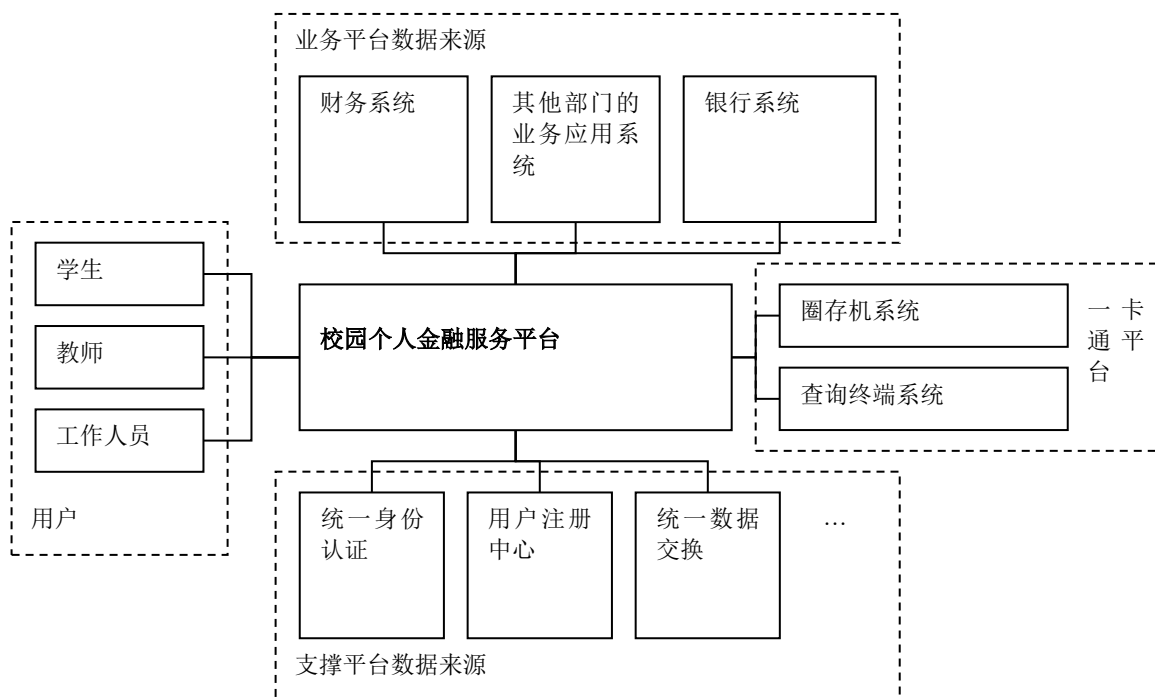 业务平台数据来源
财务系统
其他部门的
业务应用系
统
银行系统
学生
教师
工作人员
用户
校园个人金融服务平台
圈存机系统
查询终端系统
一卡
通平
台
统一身份
认证
用户注册
中心
统一数据
交换
…
支撑平台数据来源